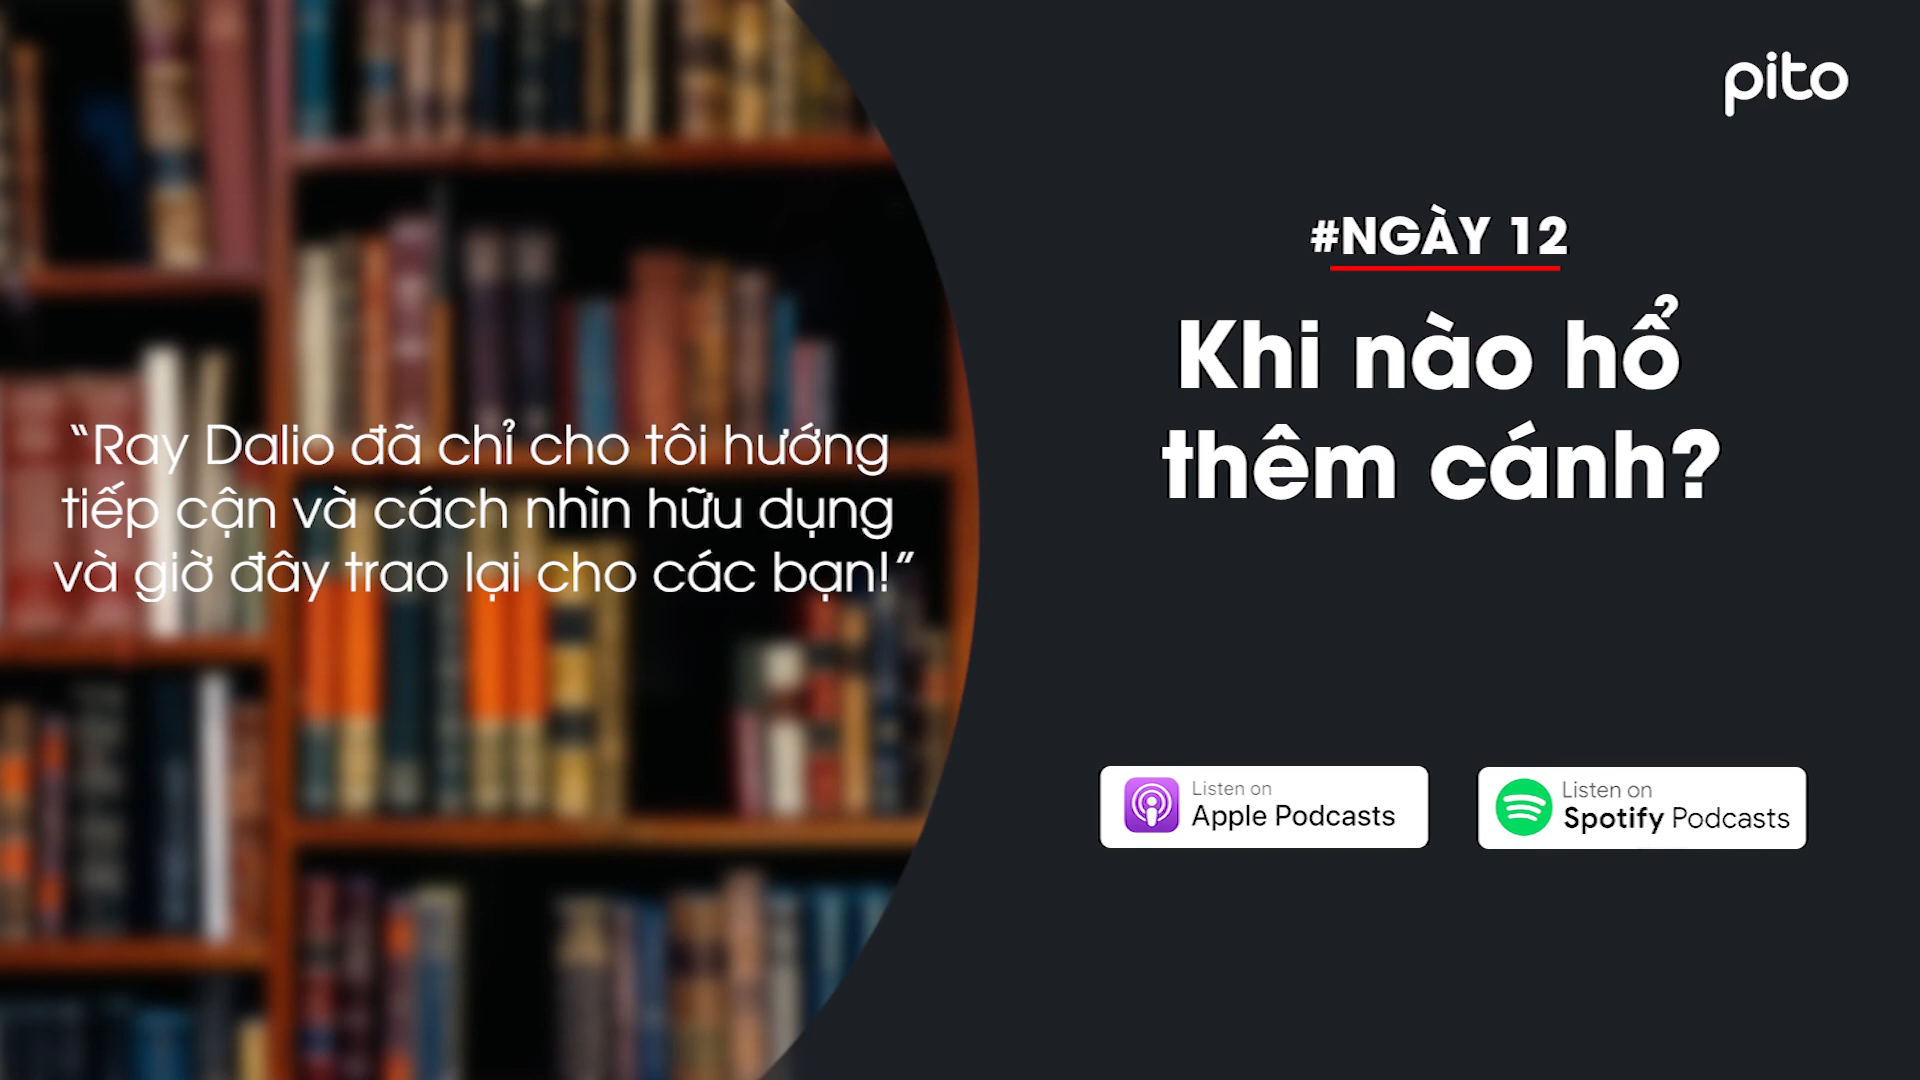 “Ray Dalio đã chỉ cho tôi hướng
tiếp cận và cách nhìn hữu dụng
và giờ đây trao lại cho các bạn!”
pito
#NGÀY 12
Khi nào hổ
thêm cánh?
Listen on
Apple Podcasts
Listen on
Spotify Podcasts